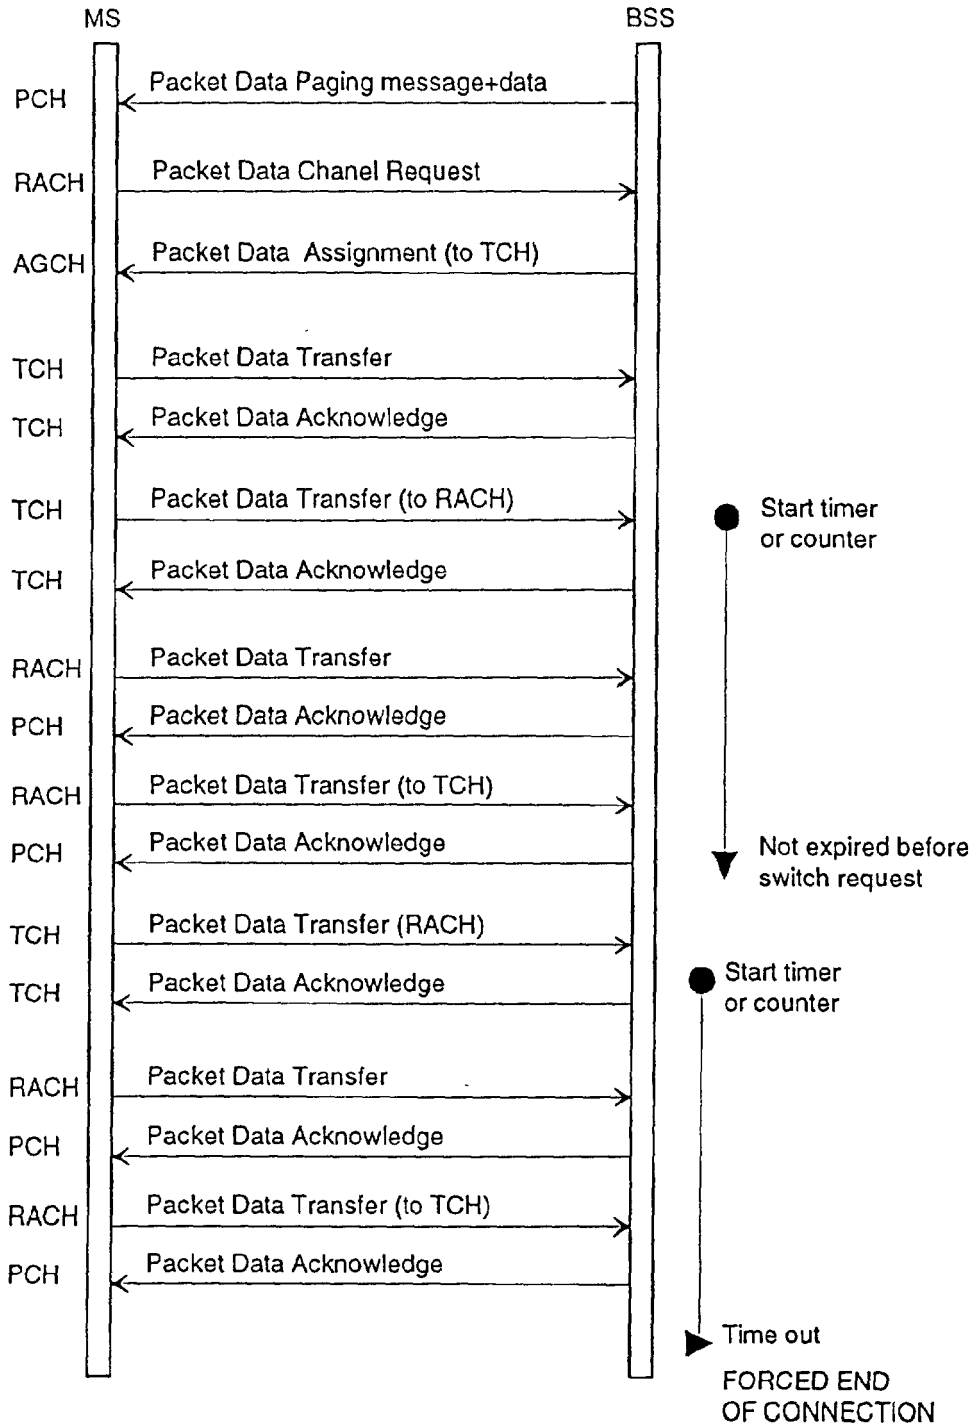 MS BSS
Packet Data Paging message+data
PCH
Packet Data Chanel Request
RACH
Packet Data Assignment (to TCH)
AGCH
Packet Data Transfer
TCH
Packet Data Acknowledge
TCH
Packet Data Transfer (to RACH)
TCH
Start timer
or counter
Packet Data Acknowledge
TCH
Packet Data Transfer
RACH
Packet Data Acknowledge
PCH
Packet Data Transfer (to TCH)
RACH
Packet Data Acknowledge
PCH
Not expired before
switch request
Packet Data Transfer (RACH)
TCH
Packet Data Acknowledge
TCH
Start timer
or counter
Packet Data Transfer
RACH
Packet Data Acknowledge
PCH
Packet Data Transfer (to TCH)
RACH
Packet Data Acknowledge
PCH
Time out
FORCED END
OF CONNECTION